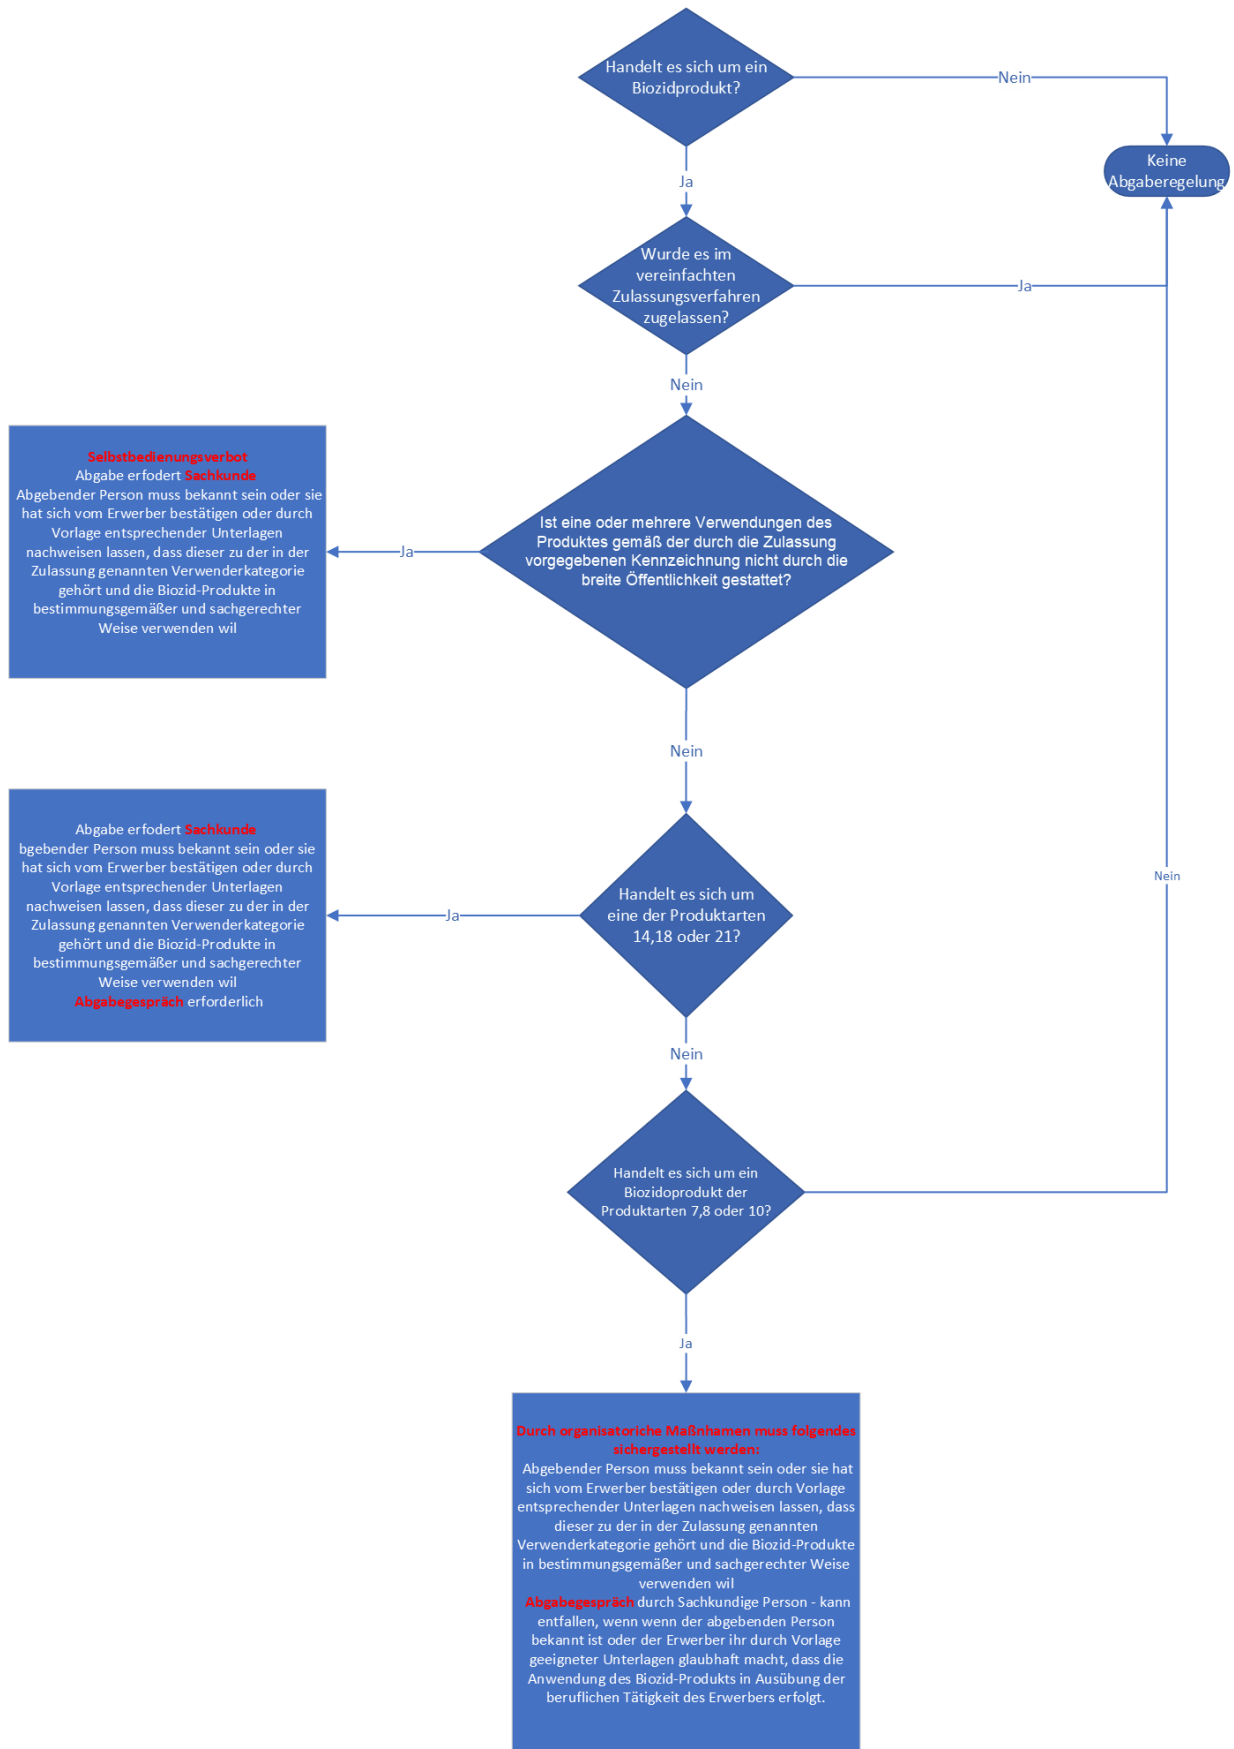 Handelt es sich um ein
Biozidprodukt?
Nein
Keine
Abgaberegelung
Ja
Wurde es im
vereinfachten
Zulassungsverfahren
zugelassen?
Ja
Nein
Selbstbedienungsverbot
Abgabe erfodert Sachkunde
Abgebender Person muss bekannt sein oder sie
hat sich vom Erwerber bestätigen oder durch
Vorlage entsprechender Unterlagen
nachweisen lassen, dass dieser zu der in der
Zulassung genannten Verwenderkategorie
gehört und die Biozid-Produkte in
bestimmungsgemäßer und sachgerechter
Weise verwenden wil
Ja
Ist eine oder mehrere Verwendungen des
Produktes gemäß der durch die Zulassung
vorgegebenen Kennzeichnung nicht durch die
breite Öffentlichkeit gestattet?
Nein
Abgabe erfodert Sachkunde
bgebender Person muss bekannt sein oder sie
hat sich vom Erwerber bestätigen oder durch
Vorlage entsprechender Unterlagen
nachweisen lassen, dass dieser zu der in der
Zulassung genannten Verwenderkategorie
gehört und die Biozid-Produkte in
bestimmungsgemäßer und sachgerechter
Weise verwenden wil
Abgabegespräch erforderlich
Ja
Handelt es sich um
eine der Produktarten
14,18 oder 21?
Nein
Nein
Handelt es sich um ein
Biozidoprodukt der
Produktarten 7,8 oder 10?
Ja
Durch organisatoriche Maßnhamen muss folgendes
sichergestellt werden:
Abgebender Person muss bekannt sein oder sie hat
sich vom Erwerber bestätigen oder durch Vorlage
entsprechender Unterlagen nachweisen lassen, dass
dieser zu der in der Zulassung genannten
Verwenderkategorie gehört und die Biozid-Produkte
in bestimmungsgemäßer und sachgerechter Weise
verwenden wil
Abgabegespräch durch Sachkundige Person - kann
entfallen, wenn wenn der abgebenden Person
bekannt ist oder der Erwerber ihr durch Vorlage
geeigneter Unterlagen glaubhaft macht, dass die
Anwendung des Biozid-Produkts in Ausübung der
beruflichen Tätigkeit des Erwerbers erfolgt.